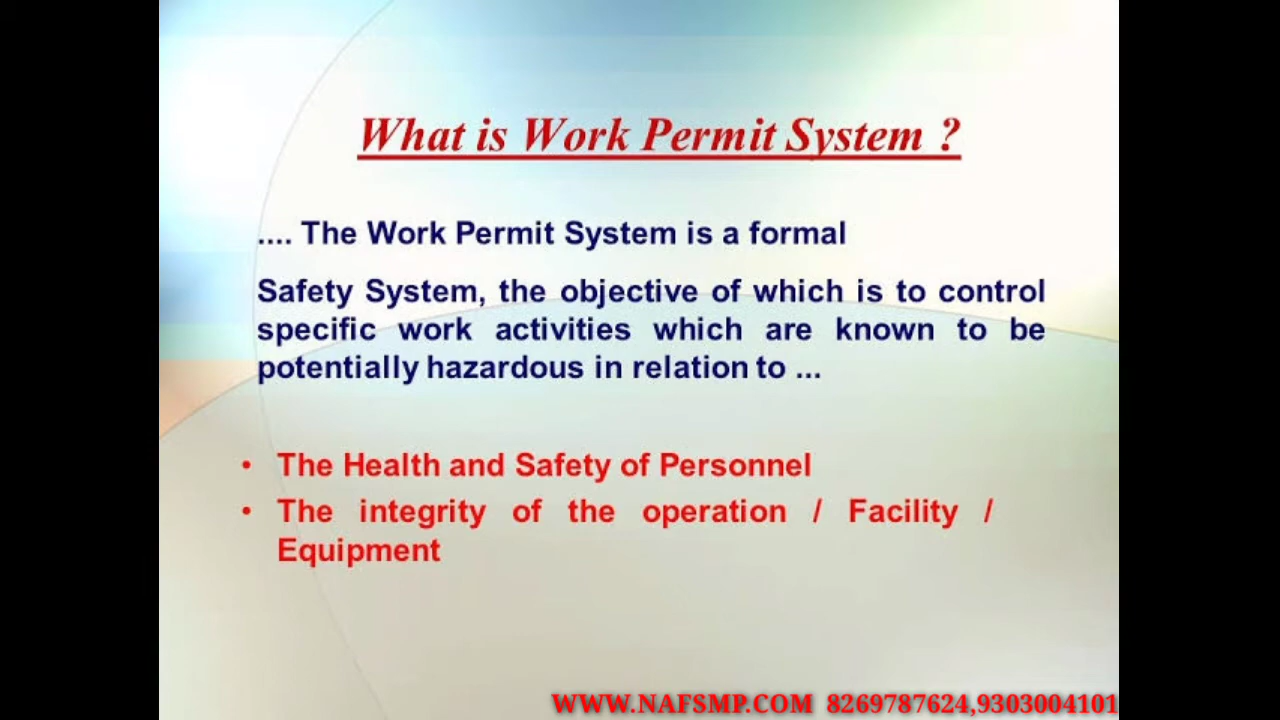 What is Work Permit System ?
.... The Work Permit System is a formal
Safety System, the objective of which is to control
specific work activities which are known to be
potentially hazardous in relation to ...
• The Health and Safety of Personnel
• The integrity of the operation / Facility /
Equipment
WWW.NAFSMP.COM 8269787624,9303004101